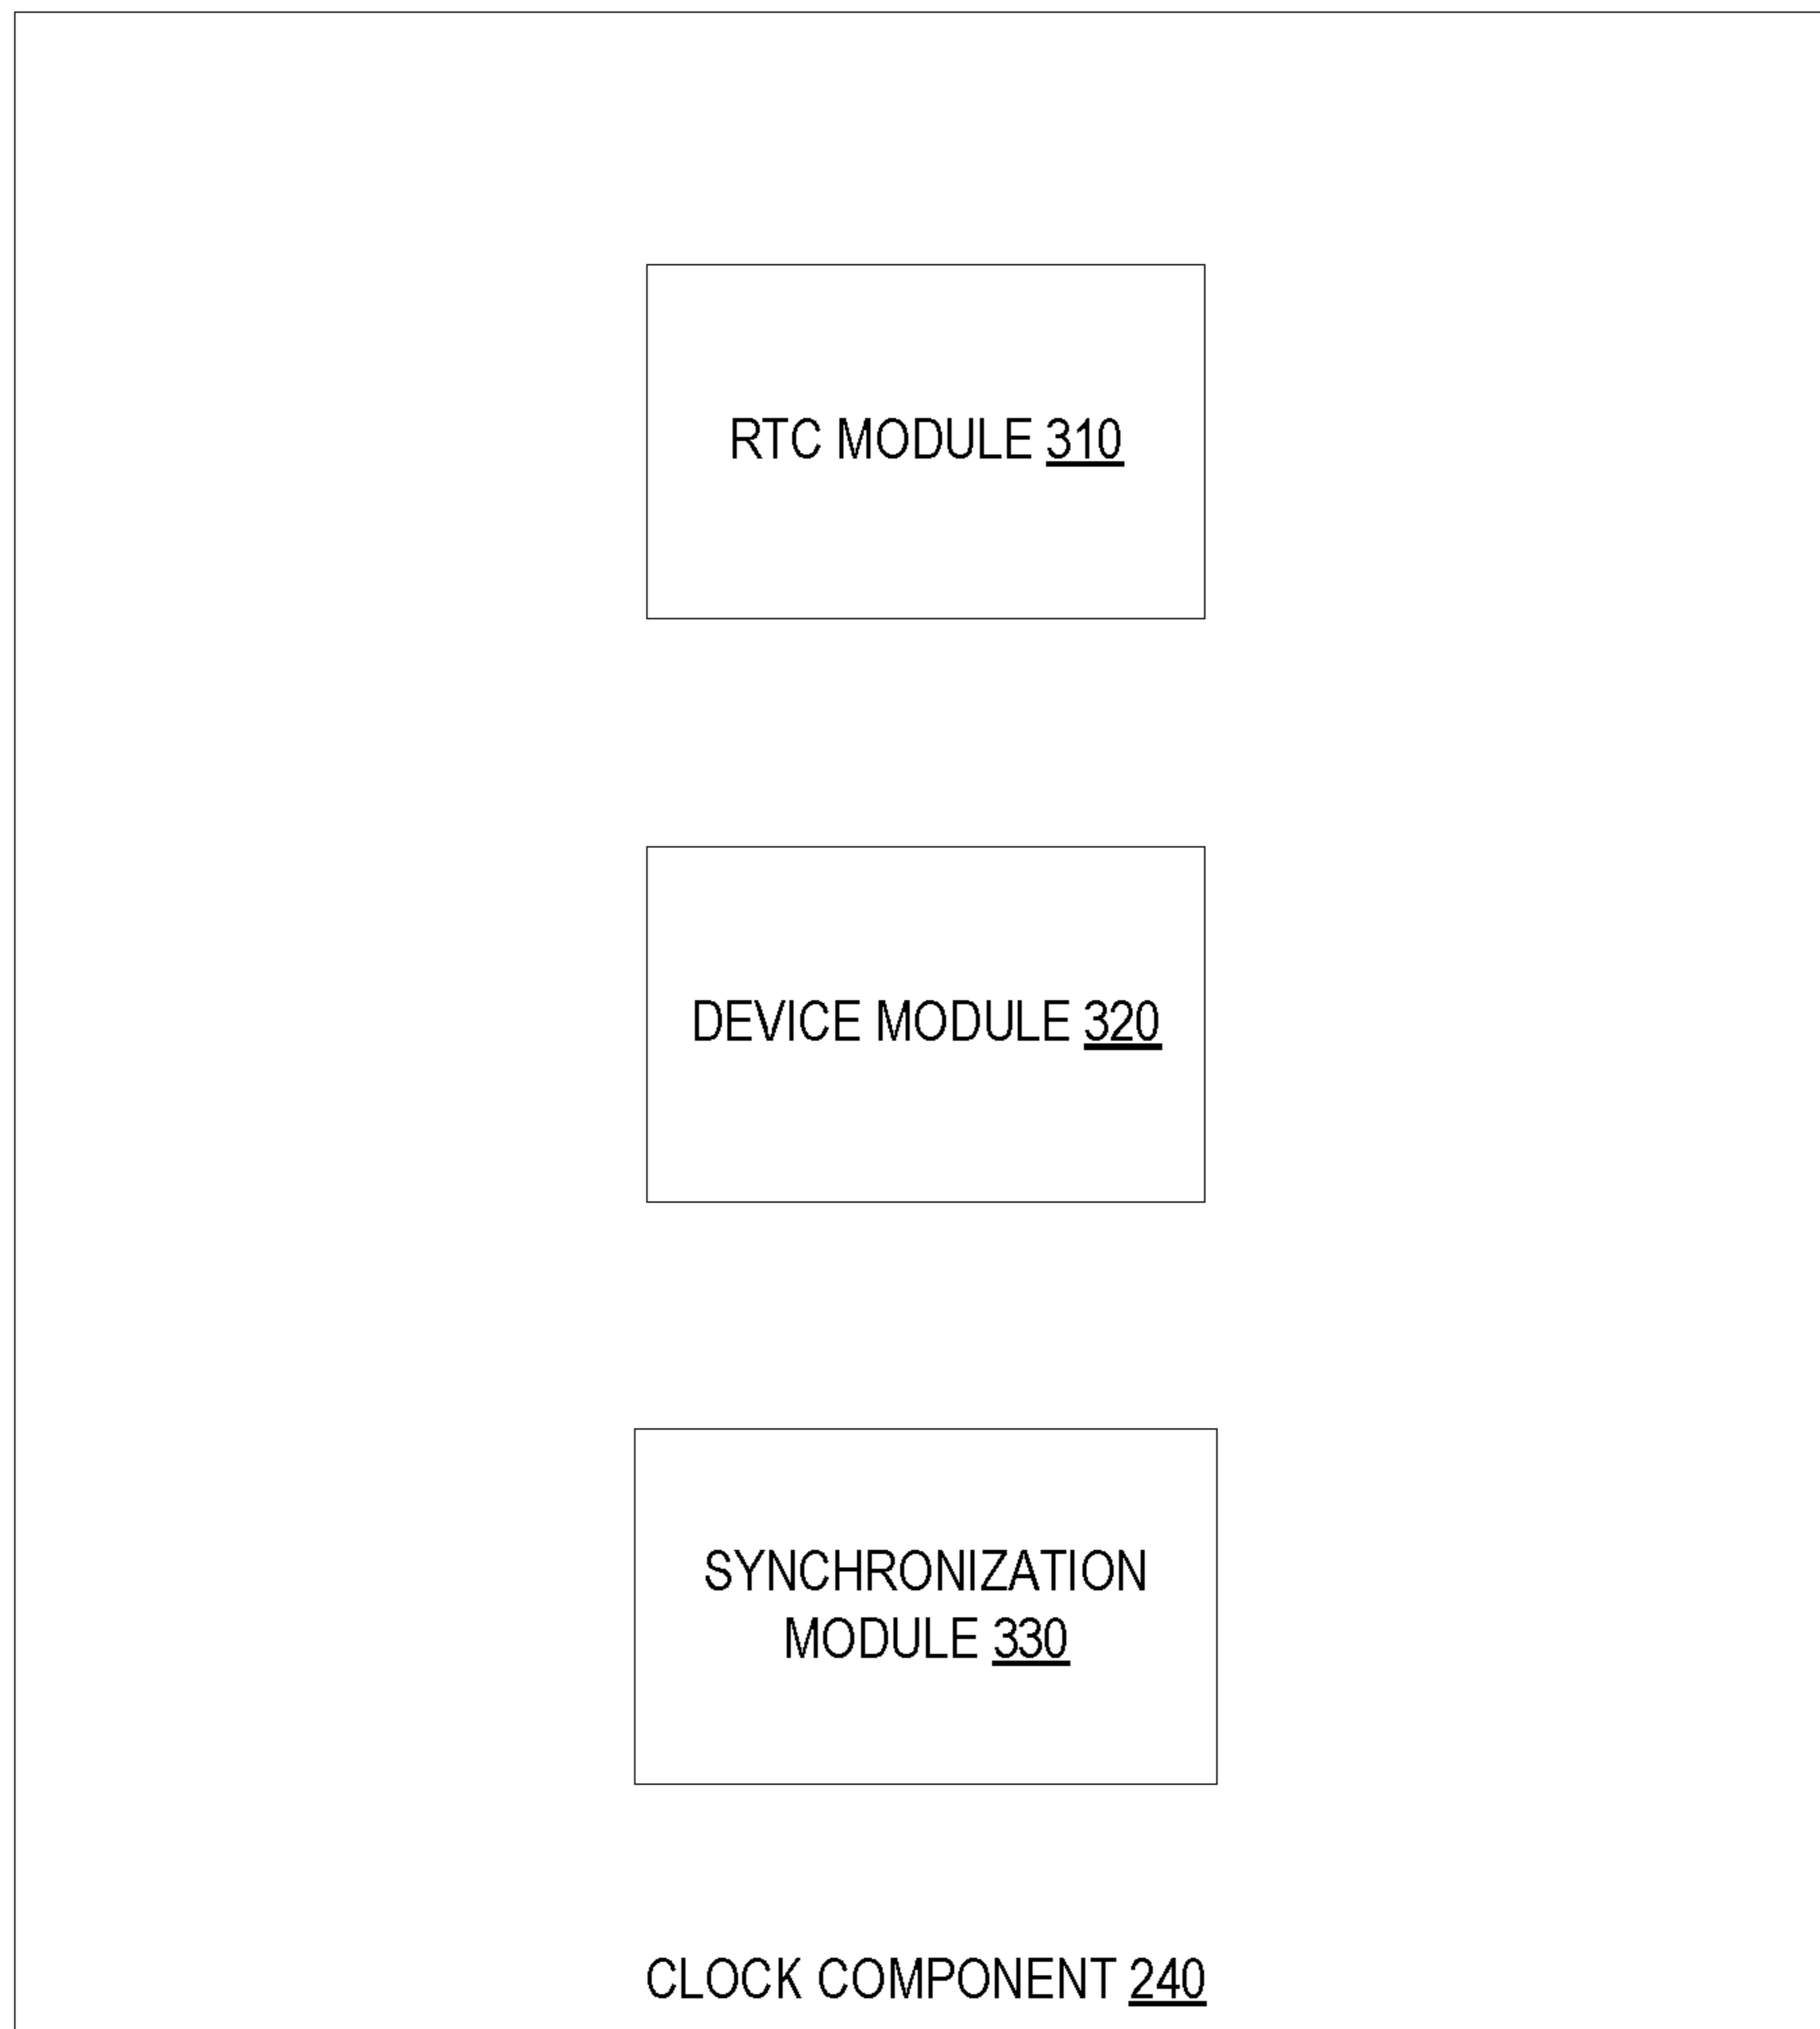 RTC MODULE 310
DEVICE MODULE 320
SYNCHRONIZATION
MODULE 330
CLOCK COMPONENT 240